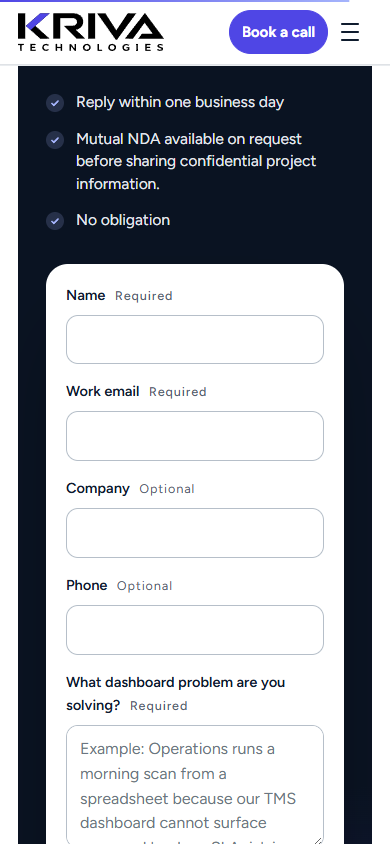 KRIVA
TECHNOLOGIES
Book a call
Reply within one business day
Mutual NDA available on request
before sharing confidential project
information.
No obligation
Name Required
Work email Required
Company Optional
Phone Optional
What dashboard problem are you
solving? Required
Example: Operations runs a
morning scan from a
spreadsheet because our TMS
dashboard cannot surface